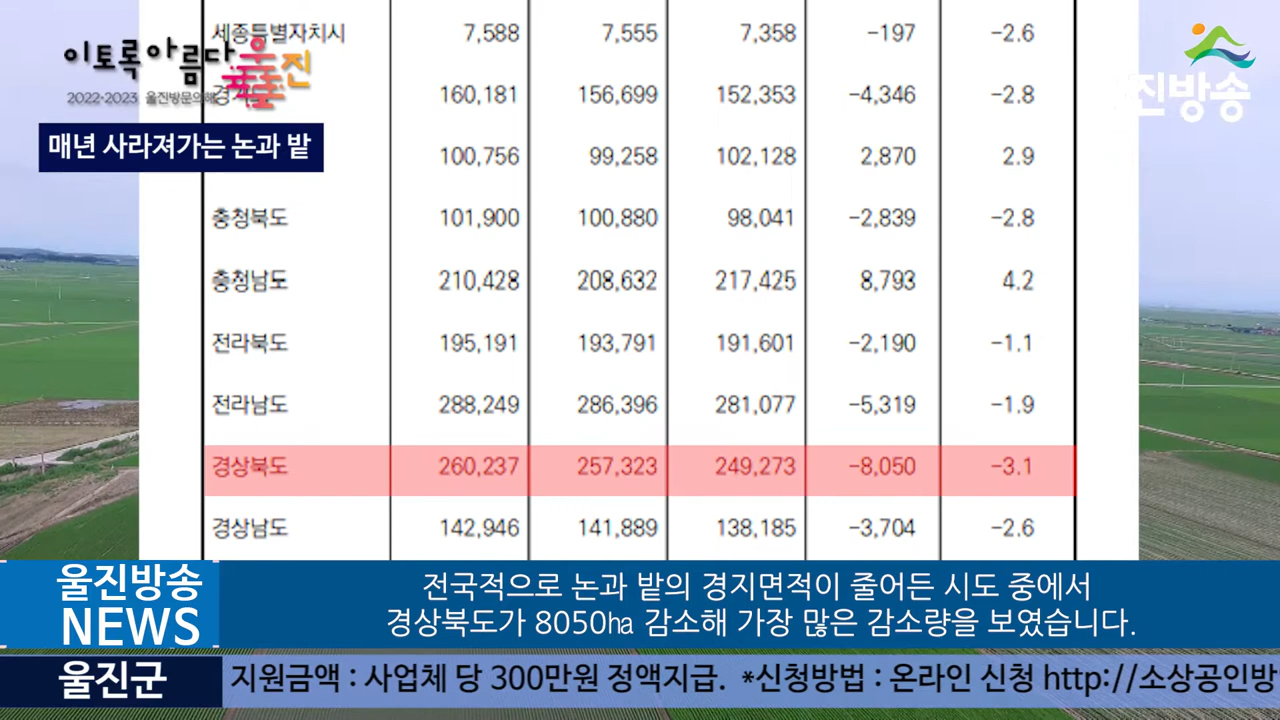 세종특별자치시 7,588 7,555 7,358 -197 -2.6
이토록 아름다운 울진
2022·2023 울진방문의해
160,181 156,699 152,353 -4,346 -2.8
진방송
매년 사라져가는 논과 밭
100,756 99,258 102,128 2,870 2.9
충청북도 101,900 100,880 98,041 -2,839 -2.8
충청남도 210,428 208,632 217,425 8,793 4.2
전라북도 195,191 193,791 191,601 -2,190 -1.1
전라남도 288,249 286,396 281,077 -5,319 -1.9
경상북도 260,237 257,323 249,273 -8,050 -3.1
경상남도 142,946 141,889 138,185 -3,704 -2.6
울진방송
NEWS
전국적으로 논과 밭의 경지면적이 줄어든 시도 중에서
경상북도가 8050㏊ 감소해 가장 많은 감소량을 보였습니다.
울진군
지원금액 : 사업체 당 300만원 정액지급. *신청방법 : 온라인 신청 http://소상공인방